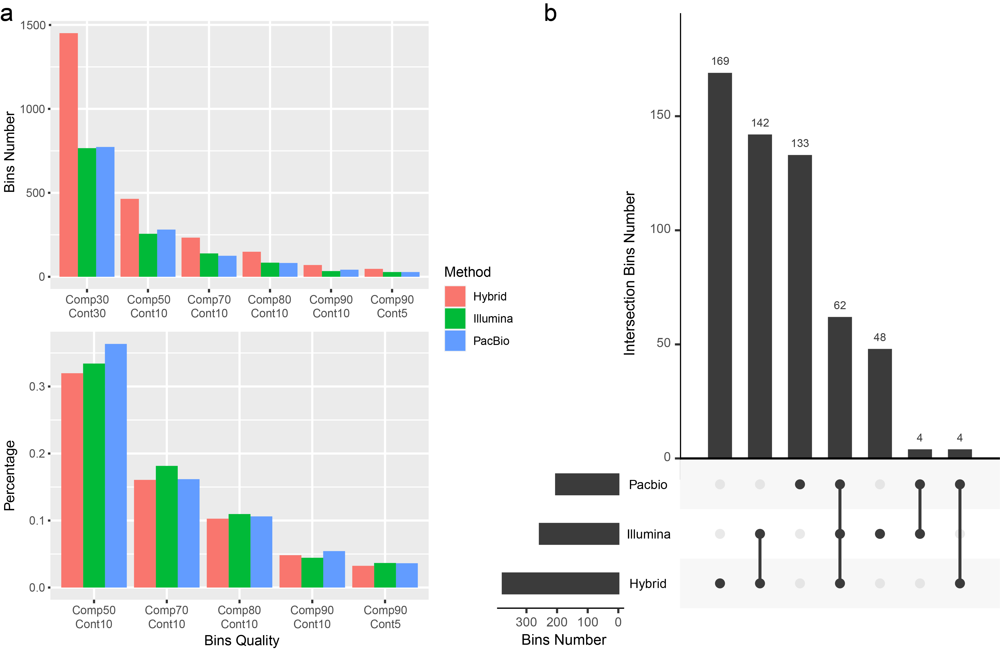 a
1500
1000
500
0
Bins Number
Comp30 Comp50 Comp70 Comp80 Comp90 Comp90
Cont30 Cont10 Cont10 Cont10 Cont10 Cont5
0.3
0.2
0.1
0.0
Percentage
Comp50 Comp70 Comp80 Comp90 Comp90
Cont10 Cont10 Cont10 Cont10 Cont5
Bins Quality
Method
Hybrid
Illumina
PacBio
b
169
142
133
62
48
4
4
150
100
50
0
Intersection Bins Number
Pacbio
Illumina
Hybrid
300 200 100 0
Bins Number